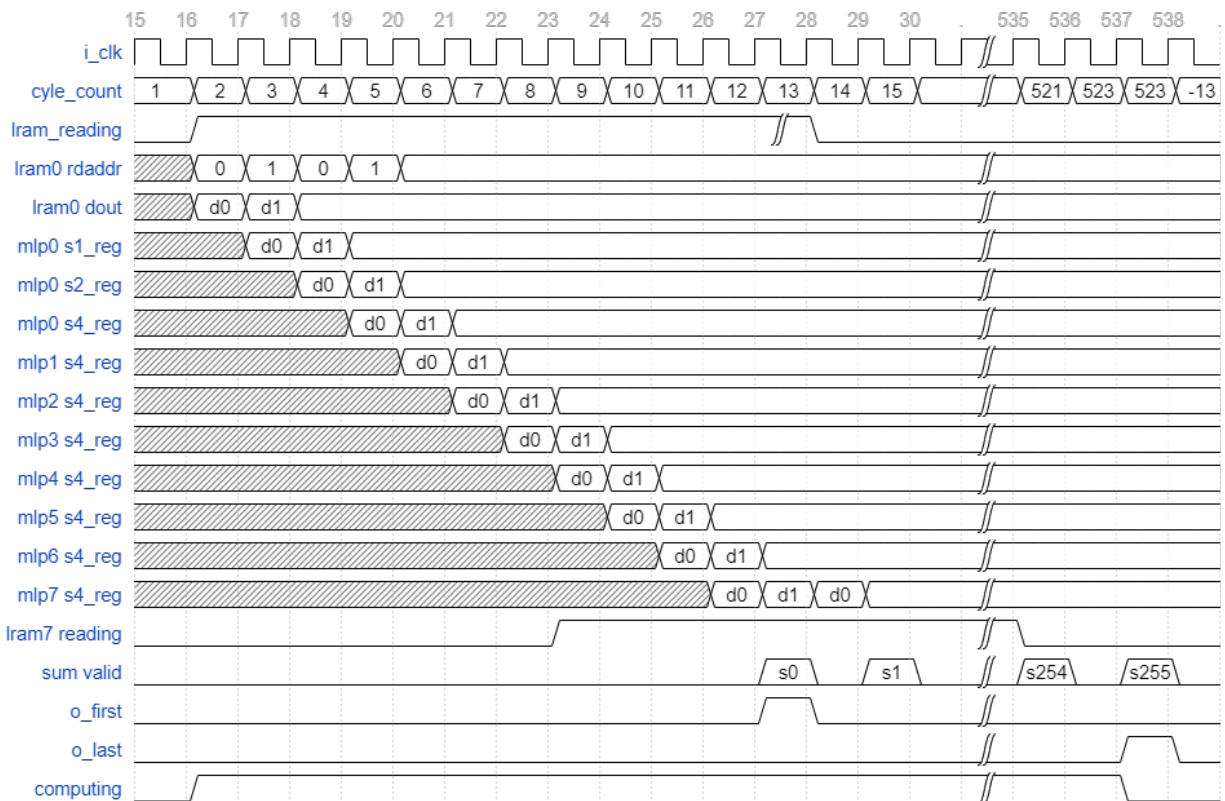 15 16 17 18 19 20 21 22 23 24 25 26 27 28 29 30 . 535 536 537 538 .
i_clk
cyle_count 1 2 3 4 5 6 7 8 9 10 11 12 13 14 15 521 523 523 -13
lram_reading
lram0 rdaddr 0 1 0 1
lram0 dout d0 d1
mlp0 s1_reg d0 d1
mlp0 s2_reg d0 d1
mlp0 s4_reg d0 d1
mlp1 s4_reg d0 d1
mlp2 s4_reg d0 d1
mlp3 s4_reg d0 d1
mlp4 s4_reg d0 d1
mlp5 s4_reg d0 d1
mlp6 s4_reg d0 d1
mlp7 s4_reg d0 d1 d0
lram7 reading
sum valid s0 s1 s254 s255
o_first
o_last
computing